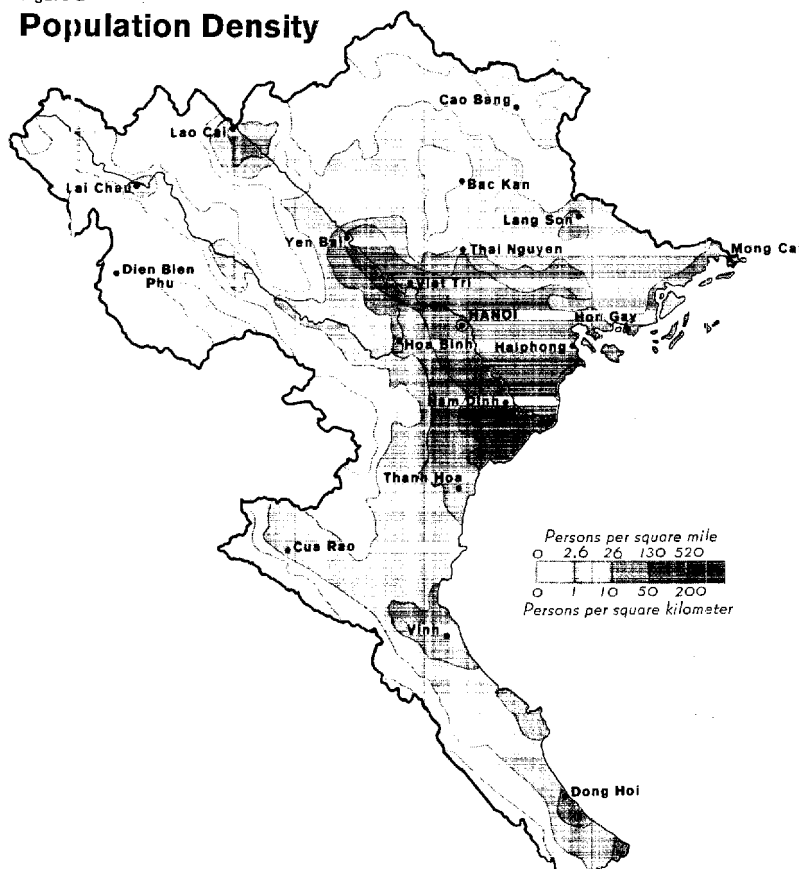 Population Density
Cao Bang
Lao Cai
Lai Chau
Bac Kan
Lang Son
Yen Bai
Thai Nguyen
Mong Ca
Dien Bien
Phu
Viet Tri
HANOI
Hon Gay
Hoa Binh
Haiphong
Nam Dinh
Thanh Hoa
Cua Rao
Persons per square mile
0 2.6 26 130 520
0 1 10 50 200
Persons per square kilometer
Vinh
Dong Hoi